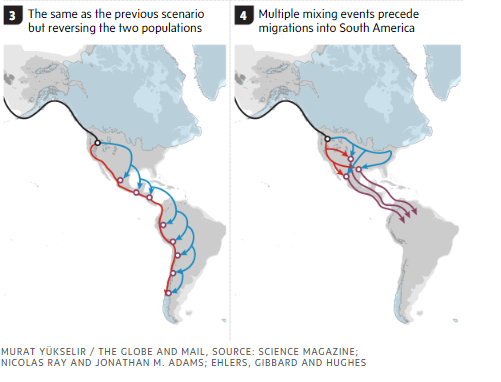 3 The same as the previous scenario
but reversing the two populations
4 Multiple mixing events precede
migrations into South America
MURAT YÜKSELIR / THE GLOBE AND MAIL, SOURCE: SCIENCE MAGAZINE;
NICOLAS RAY AND JONATHAN M. ADAMS; EHLERS, GIBBARD AND HUGHES